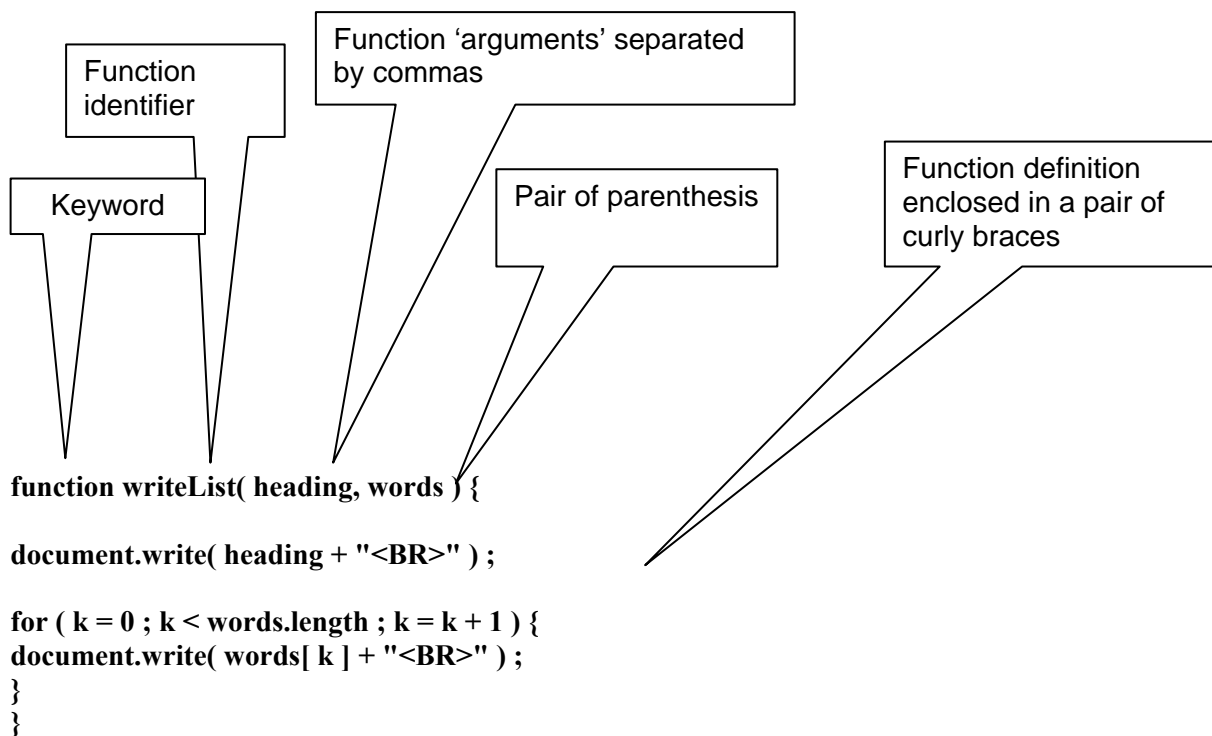 Function ‘arguments’ separated
by commas
Function
identifier
Keyword
Pair of parenthesis
Function definition
enclosed in a pair of
curly braces
function writeList( heading, words ) {
document.write( heading + "<BR>" ) ;
for ( k = 0 ; k < words.length ; k = k + 1 ) {
document.write( words[ k ] + "<BR>" ) ;
}
}